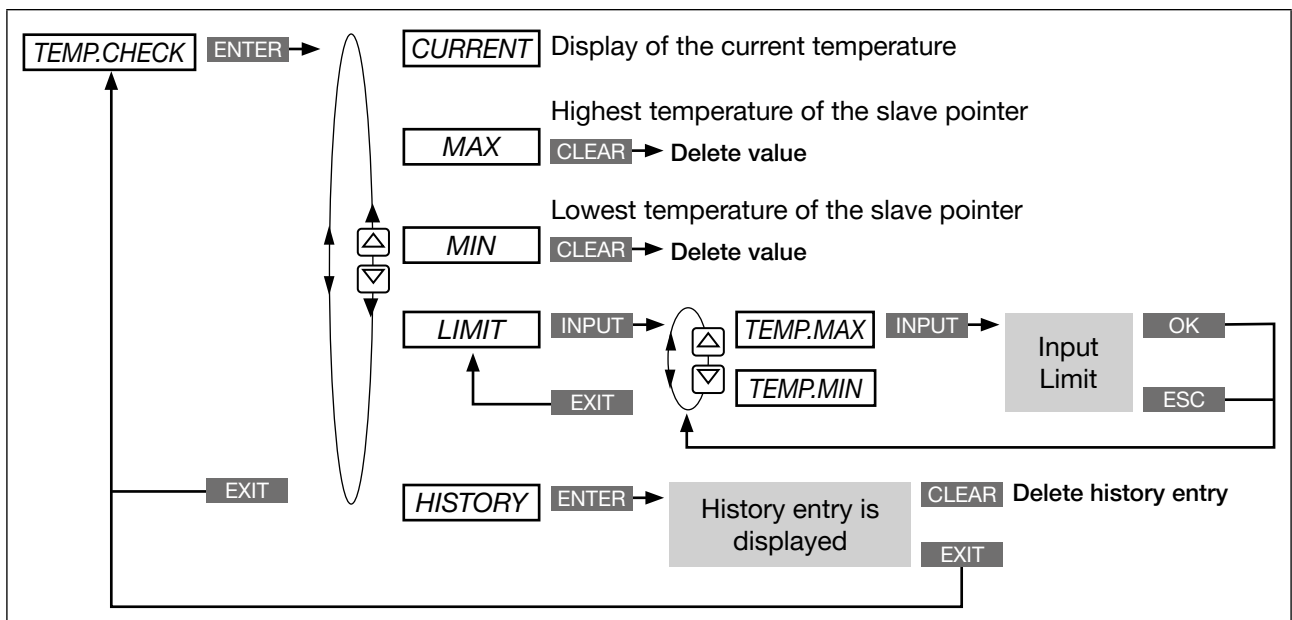 TEMP.CHECK ENTER
CURRENT Display of the current temperature
Highest temperature of the slave pointer
MAX CLEAR Delete value
Lowest temperature of the slave pointer
MIN CLEAR Delete value
LIMIT INPUT TEMP.MAX INPUT
Input
Limit
OK
EXIT TEMP.MIN ESC
EXIT
HISTORY ENTER
History entry is
displayed
CLEAR Delete history entry
EXIT